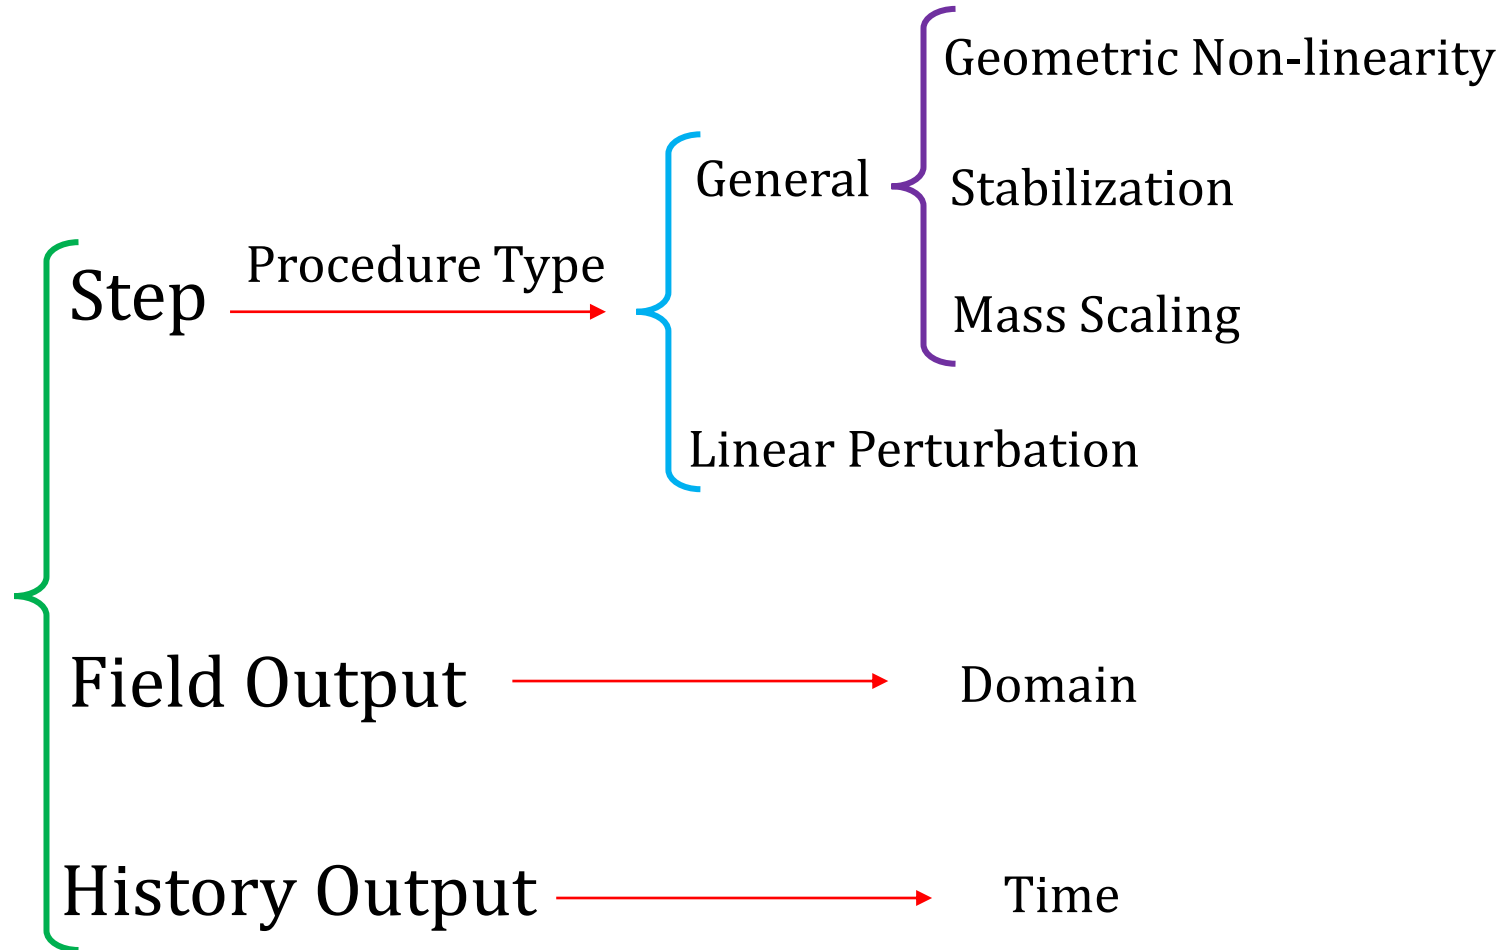 Geometric Non-linearity
General
Stabilization
Procedure Type
Step
Mass Scaling
Linear Perturbation
Field Output
Domain
History Output
Time